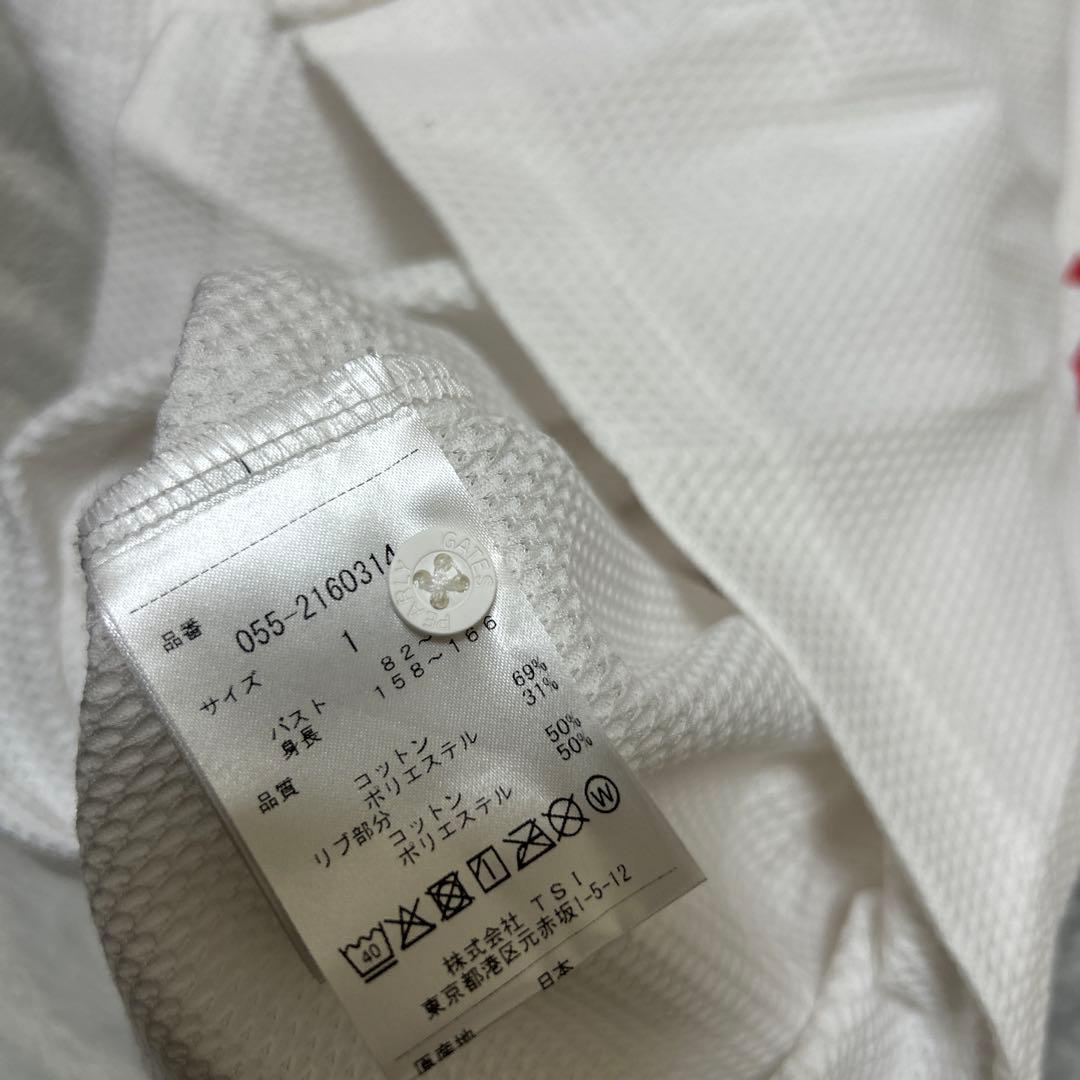 品番 055-2160314
サイズ 1
バスト 82～
身長 158～166
品質 コットン 69%
ポリエステル 31%
リブ部分 コットン 50%
ポリエステル 50%
40 W
株式会社 TSI
東京都港区元赤坂1-5-12
原産地 日本
PEARLY GATES